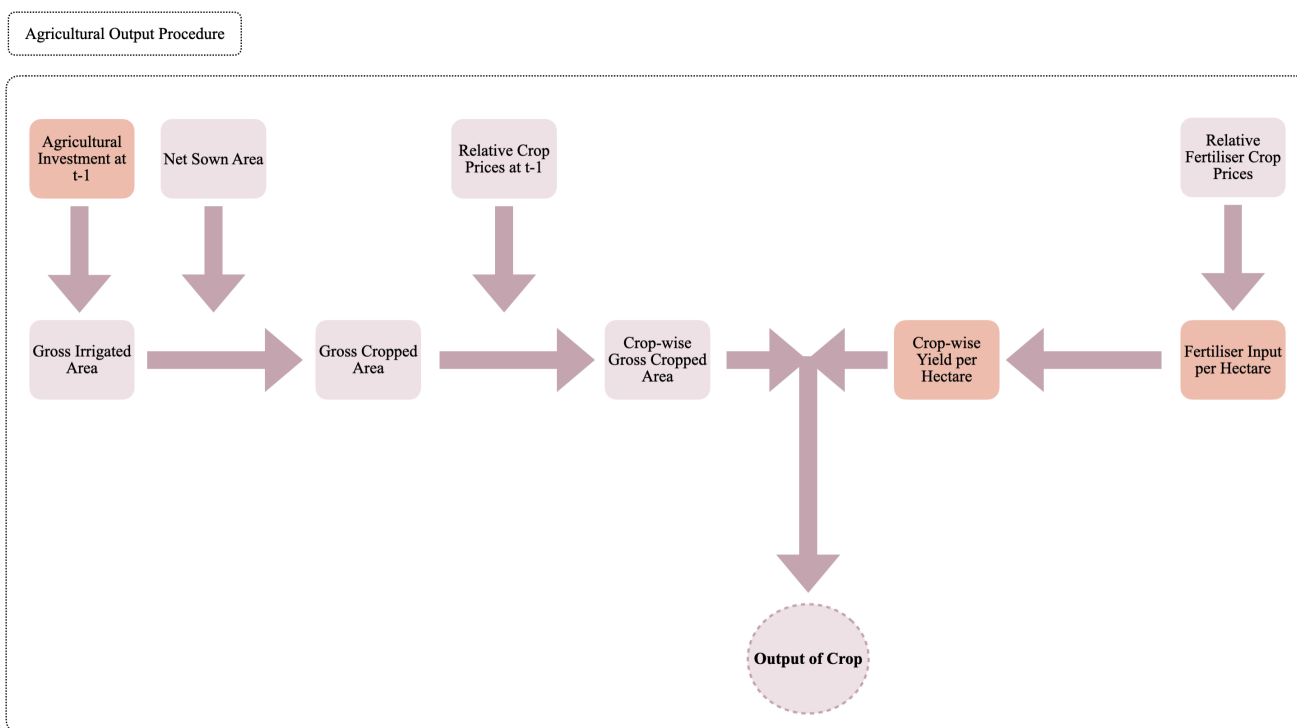 Agricultural Output Procedure
Agricultural
Investment at
t-1
Net Sown Area
Relative Crop
Prices at t-1
Relative
Fertiliser Crop
Prices
Gross Irrigated
Area
Gross Cropped
Area
Crop-wise
Gross Cropped
Area
Crop-wise
Yield per
Hectare
Fertiliser Input
per Hectare
Output of Crop